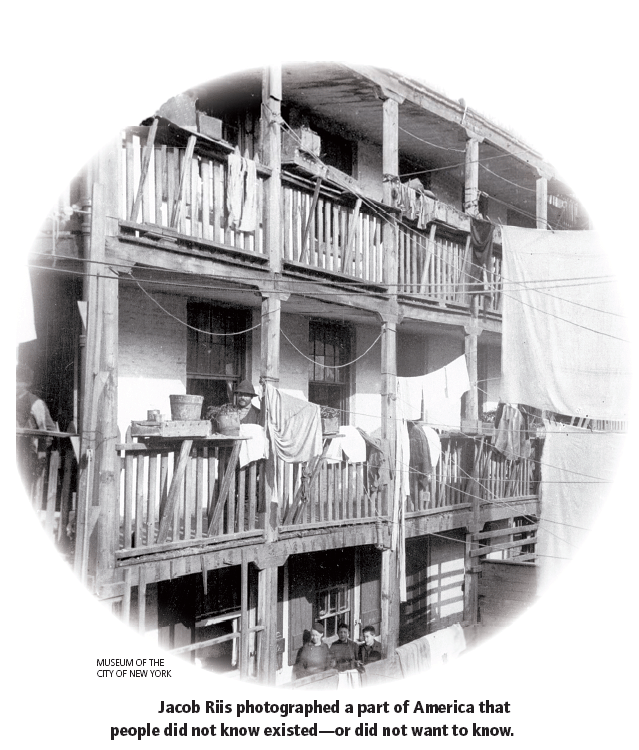 MUSEUM OF THE
CITY OF NEW YORK
Jacob Riis photographed a part of America that
people did not know existed—or did not want to know.